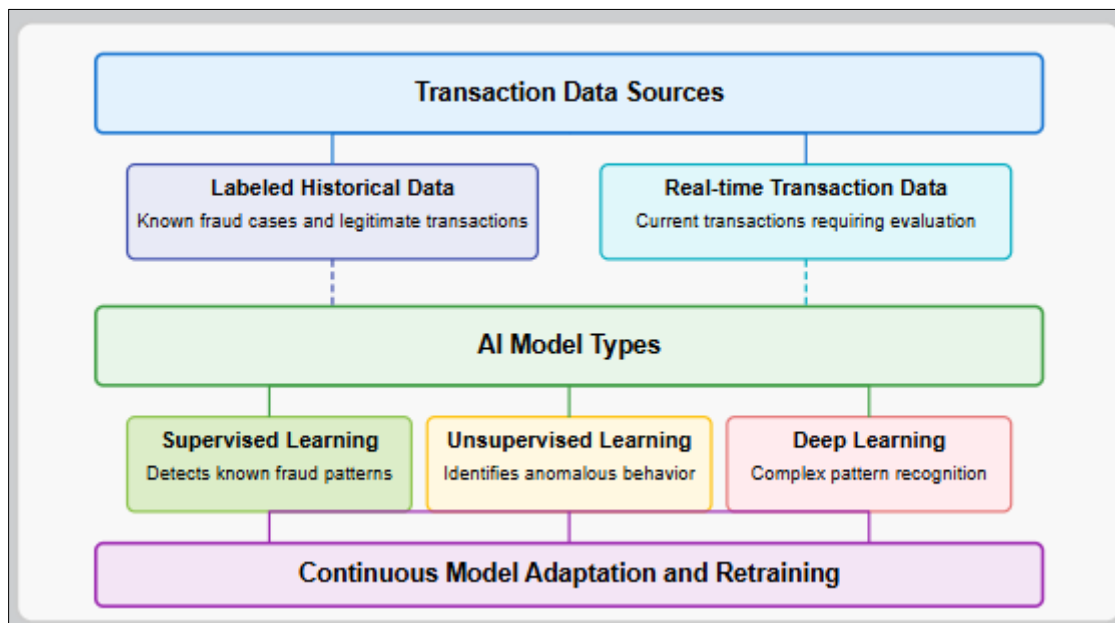 Transaction Data Sources
Labeled Historical Data
Known fraud cases and legitimate transactions
Real-time Transaction Data
Current transactions requiring evaluation
AI Model Types
Supervised Learning
Detects known fraud patterns
Unsupervised Learning
Identifies anomalous behavior
Deep Learning
Complex pattern recognition
Continuous Model Adaptation and Retraining